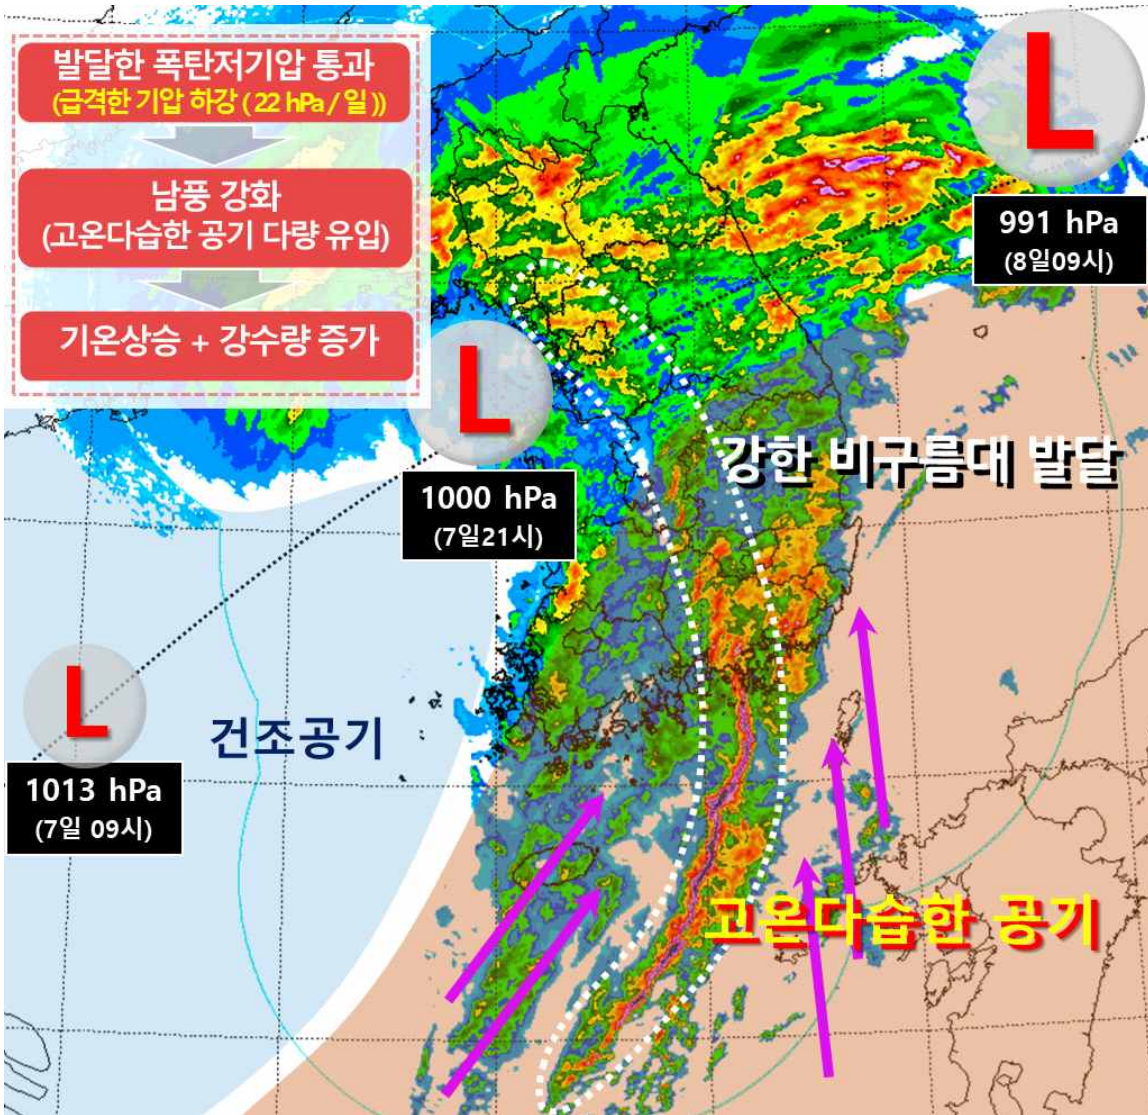 발달한 폭탄저기압 통과
(급격한 기압 하강 ( 22 hPa / 일 ))
남풍 강화
(고온다습한 공기 다량 유입)
기온상승 + 강수량 증가
L
991 hPa
(8일09시)
L
1000 hPa
(7일21시)
강한 비구름대 발달
L
1013 hPa
(7일 09시)
건조공기
고온다습한 공기